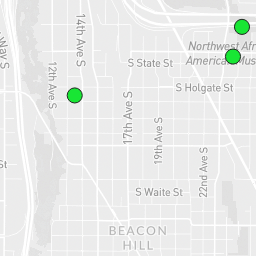 Way S
12th Ave S
14th Ave S
17th Ave S
19th Ave S
22nd Ave S
Northwest Afri
American Mus
S State St
S Holgate St
S Waite St
BEACON
HILL